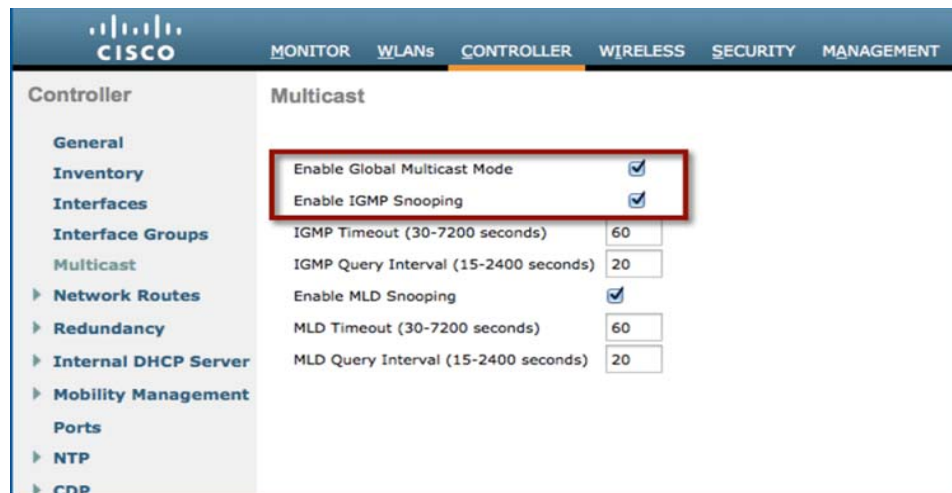 CISCO
MONITOR WLANs CONTROLLER WIRELESS SECURITY MANAGEMENT
Controller
General
Inventory
Interfaces
Interface Groups
Multicast
Network Routes
Redundancy
Internal DHCP Server
Mobility Management
Ports
NTP
CDP
Multicast
Enable Global Multicast Mode
Enable IGMP Snooping
IGMP Timeout (30-7200 seconds) 60
IGMP Query Interval (15-2400 seconds) 20
Enable MLD Snooping
MLD Timeout (30-7200 seconds) 60
MLD Query Interval (15-2400 seconds) 20